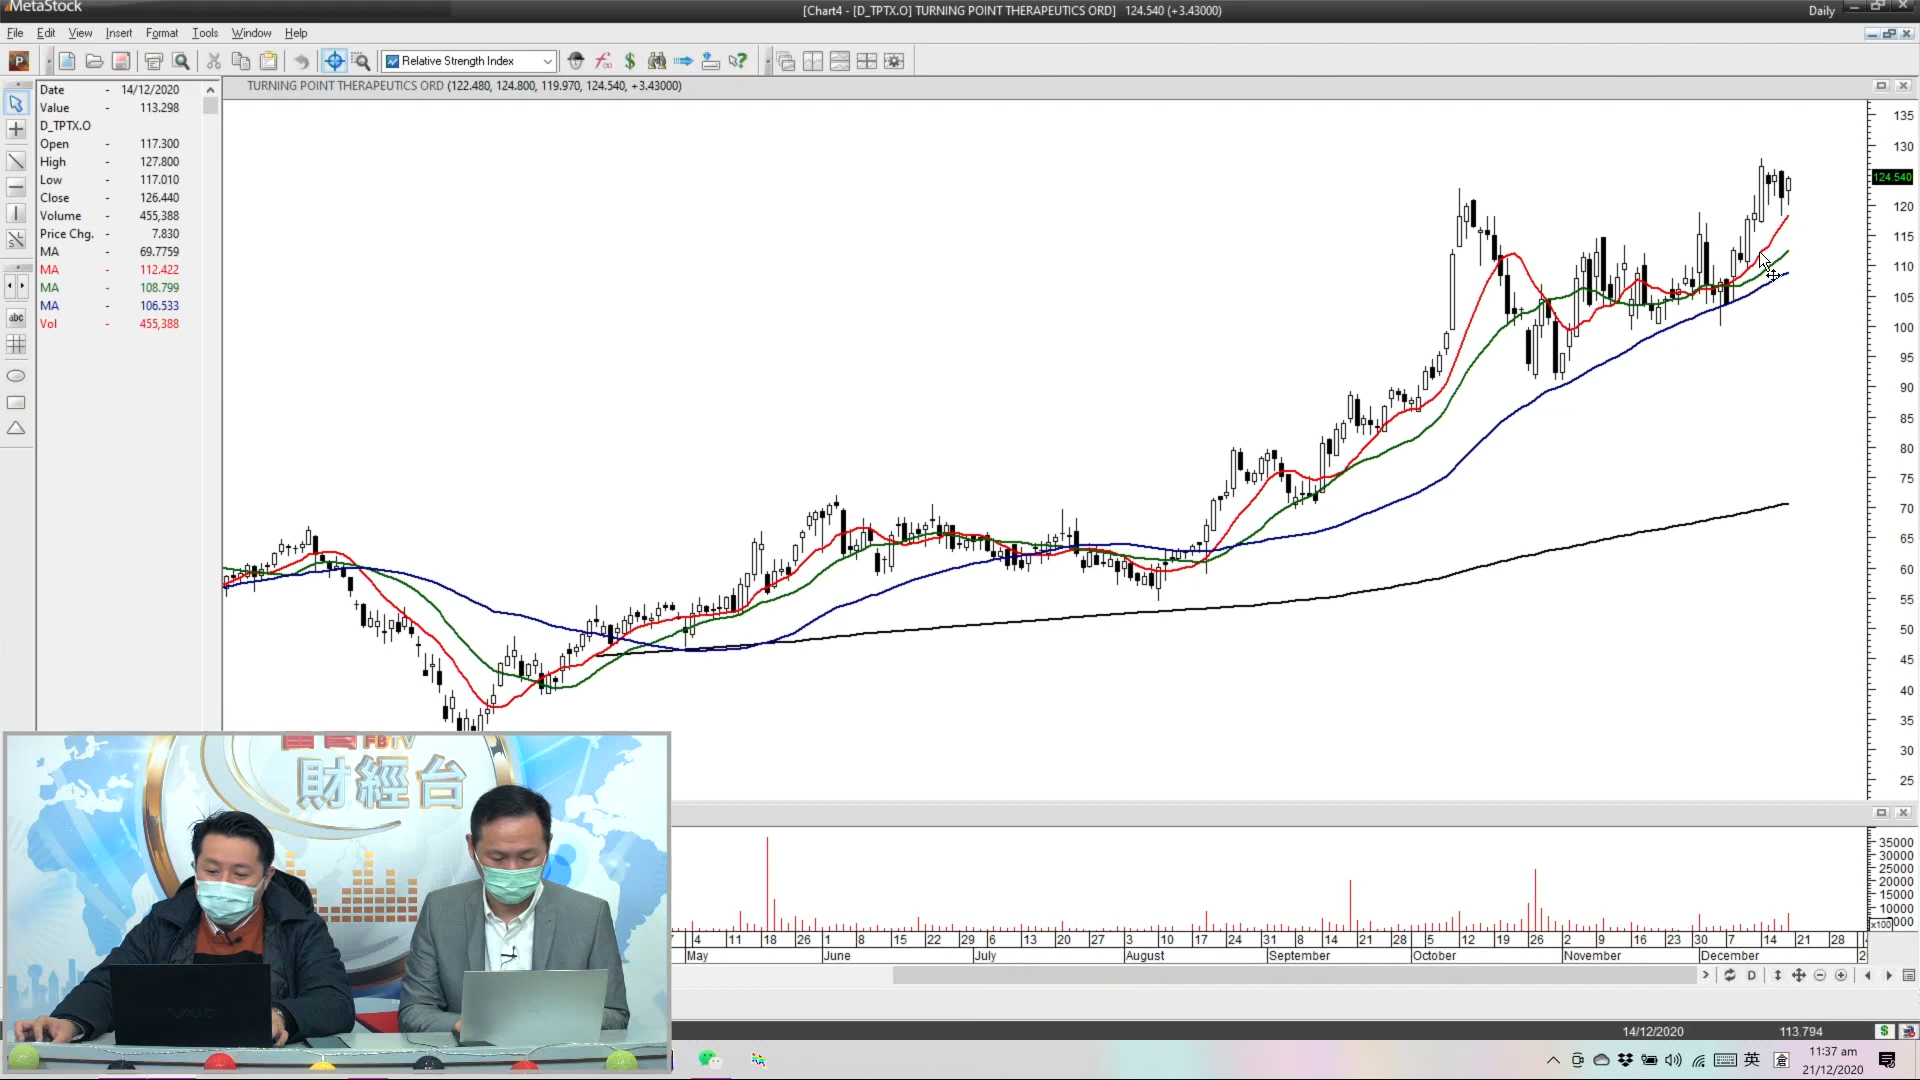 MetaStock
[Chart4 - [D_TPTX.O] TURNING POINT THERAPEUTICS ORD] 124.540 (+3.43000)
Daily
File Edit View Insert Format Tools Window Help
Relative Strength Index
TURNING POINT THERAPEUTICS ORD (122.480, 124.800, 119.970, 124.540, +3.43000)
Date - 14/12/2020
Value - 113.298
D_TPTX.O
Open - 117.300
High - 127.800
Low - 117.010
Close - 126.440
Volume - 455,388
Price Chg. - 7.830
MA - 69.7759
MA - 112.422
MA - 108.799
MA - 106.533
Vol - 455,388
abc
135
130
124.540
120
115
110
105
100
95
90
85
80
75
70
65
60
55
50
45
40
35
30
25
FBTV
財經台
35000
30000
25000
20000
15000
10000
x100
4 11 18 26 1 8 15 22 29 6 13 20 27 3 10 17 24 31 8 14 21 28 5 12 19 26 2 9 16 23 30 7 14 21 28
May June July August September October November December 2
D
14/12/2020 113.794
VAIO
英
倉
11:37 am
21/12/2020